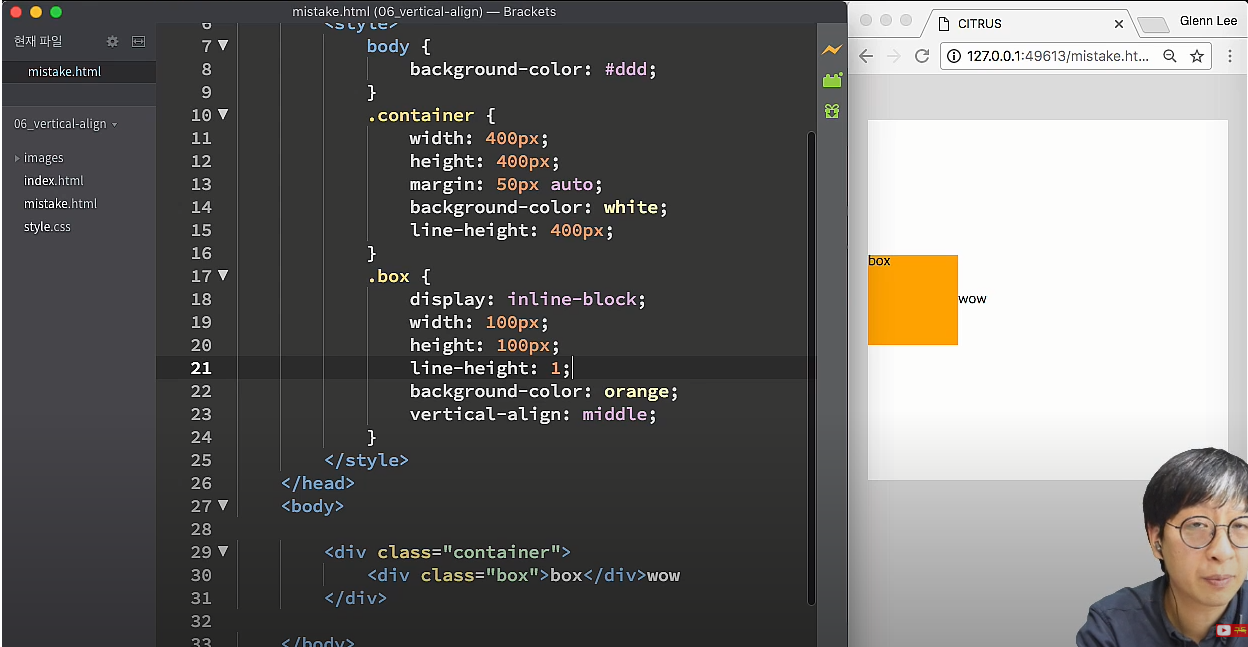 mistake.html (06_vertical-align) — Brackets
현재 파일
mistake.html
06_vertical-align
images
index.html
mistake.html
style.css
6 <style>
7 body {
8 background-color: #ddd;
9 }
10 .container {
11 width: 400px;
12 height: 400px;
13 margin: 50px auto;
14 background-color: white;
15 line-height: 400px;
16 }
17 .box {
18 display: inline-block;
19 width: 100px;
20 height: 100px;
21 line-height: 1;
22 background-color: orange;
23 vertical-align: middle;
24 }
25 </style>
26 </head>
27 <body>
28
29 <div class="container">
30 <div class="box">box</div>wow
31 </div>
32
33 </body>
CITRUS
Glenn Lee
127.0.0.1:49613/mistake.ht...
box
wow